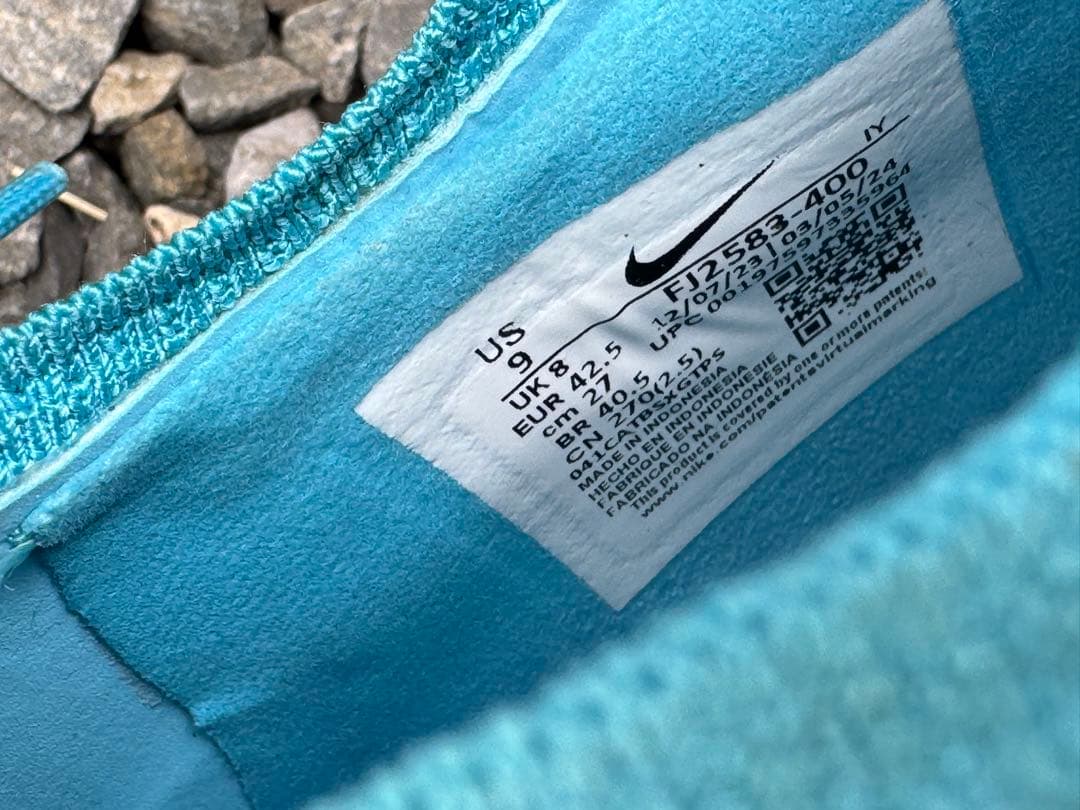 IY
US
9
FJ2583-400
UK 8
12/07/23|03/05/24
EUR 42.5
UPC 00197597335964
cm 27
BR 40.5
CN 270(2.5)
041CATBSXGTPS
MADE IN INDONESIA
HECHO EN INDONESIA
FABRIQUE EN INDONESIA
FABRICADO NA INDONESIA
This product is covered by one or more patents:
www.nike.com/patentsvirtualmarking